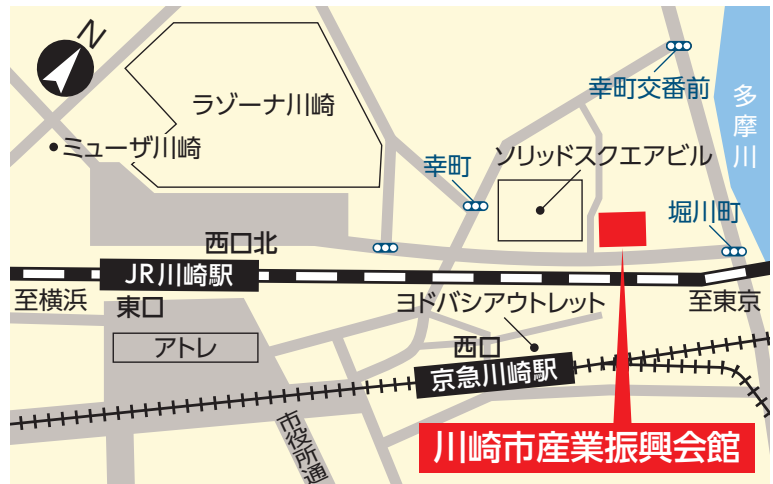 N
ラゾーナ川崎
ミューザ川崎
幸町交番前
多摩川
ソリッドスクエアビル
幸町
堀川町
西口北
JR川崎駅
至横浜
東口
至東京
ヨドバシアウトレット
アトレ
西口
京急川崎駅
市役所通
川崎市産業振興会館